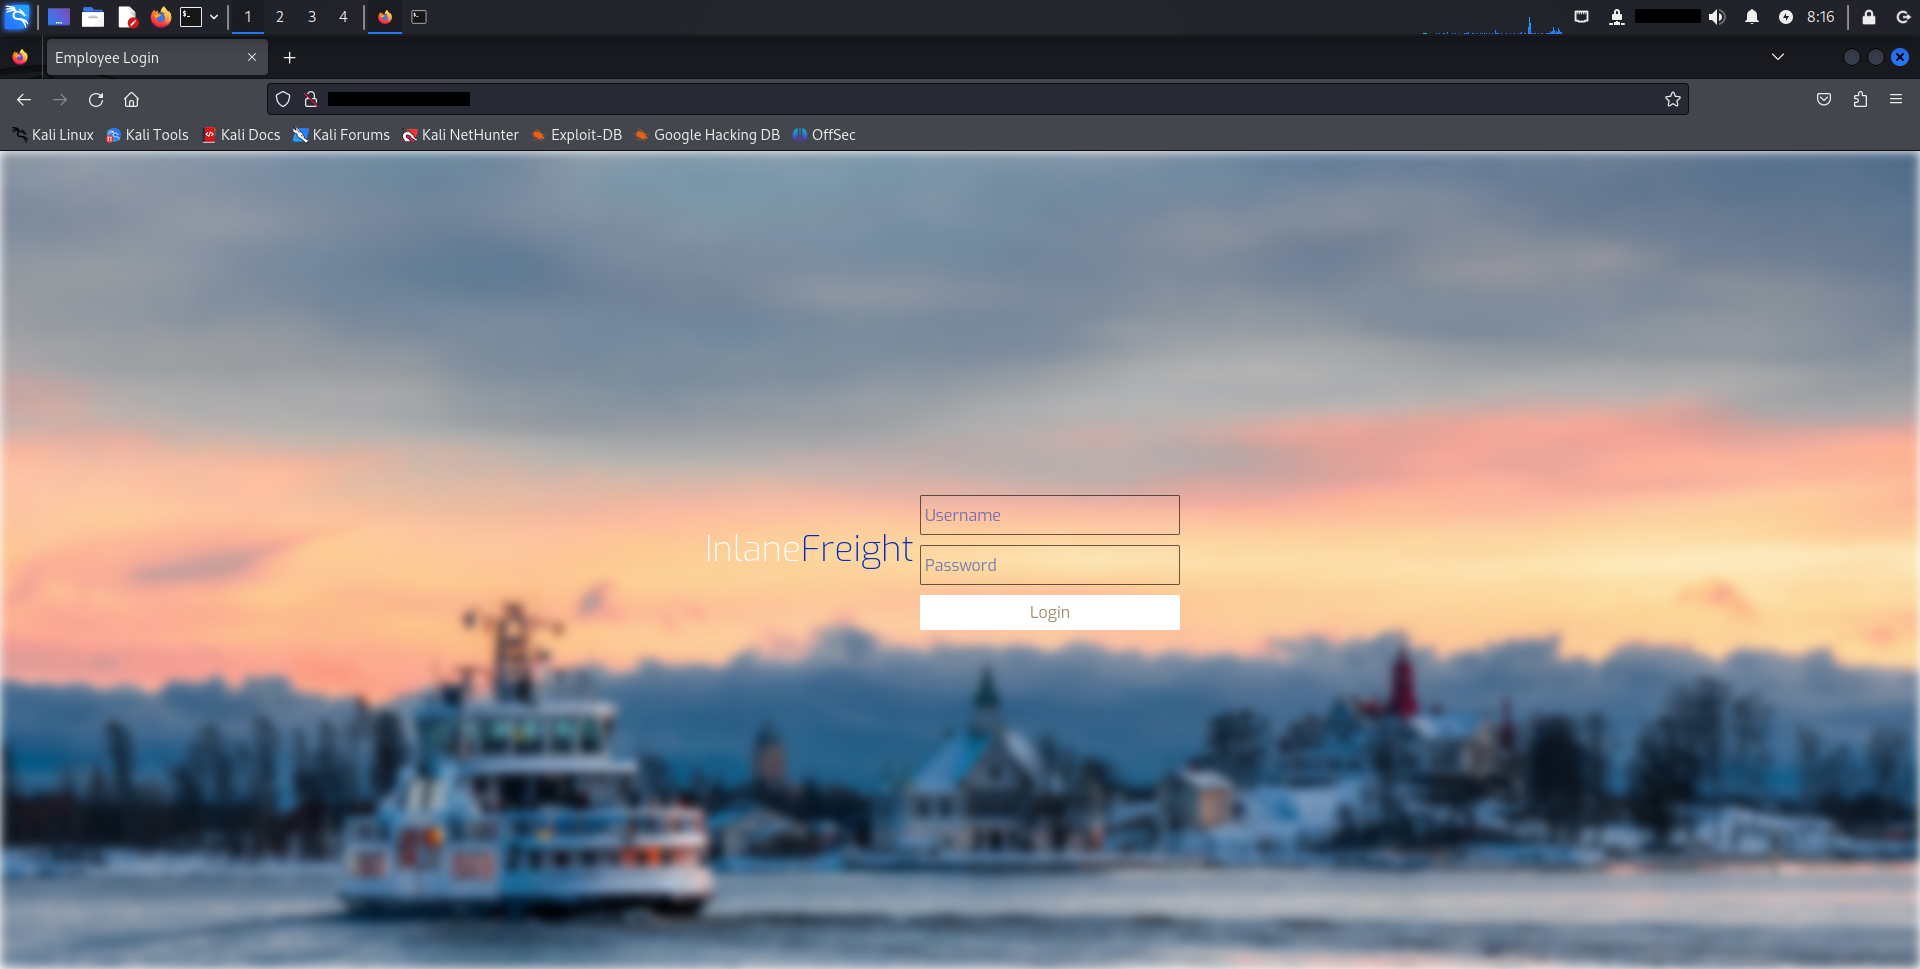 1 2 3 4
8:16
Employee Login
Kali Linux Kali Tools Kali Docs Kali Forums Kali NetHunter Exploit-DB Google Hacking DB OffSec
Username
InlaneFreight
Password
Login